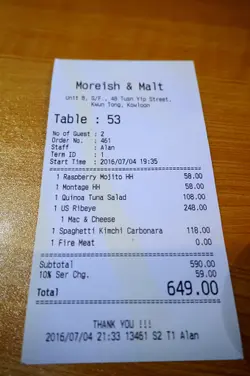 Moreish & Malt
Unit B, G/F., 46 Tsun Yip Street,
Kwun Tong, Kowloon
Table : 53
No of Guest : 2
Order No. : 461
Staff : Alan
Term ID : 1
Start Time : 2016/07/04 19:35
1 Raspberry Mojito HH 58.00
1 Montage HH 58.00
1 Quinoa Tuna Salad 108.00
1 US Ribeye 248.00
1 Mac & Cheese
1 Spaghetti Kimchi Carbonara 118.00
1 Fire Meat 0.00
Subtotal 590.00
10% Ser Chg. 59.00
Total 649.00
THANK YOU !!!
2016/07/04 21:33 13461 S2 T1 Alan